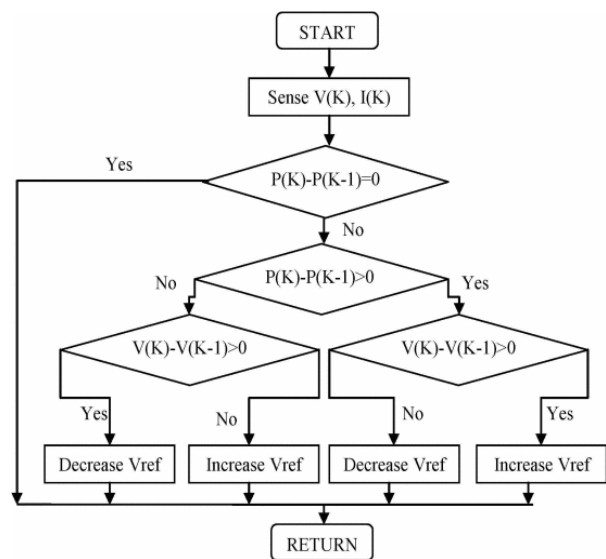 START
Sense V(K), I(K)
Yes
P(K)-P(K-1)=0
No
P(K)-P(K-1)>0
No
Yes
V(K)-V(K-1)>0
V(K)-V(K-1)>0
Yes
No
No
Yes
Decrease Vref
Increase Vref
Decrease Vref
Increase Vref
RETURN